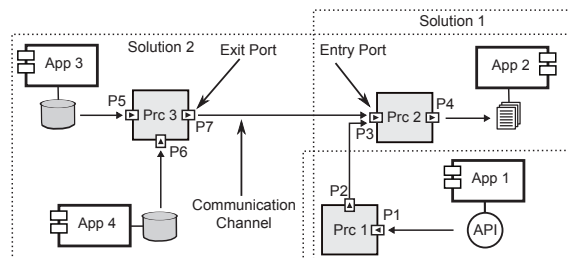 Solution 1
Solution 2
Exit Port
Entry Port
App 3
App 2
P5
Prc 3
P7
P6
P3
Prc 2
P4
Communication
Channel
App 4
P2
P1
Prc 1
App 1
API